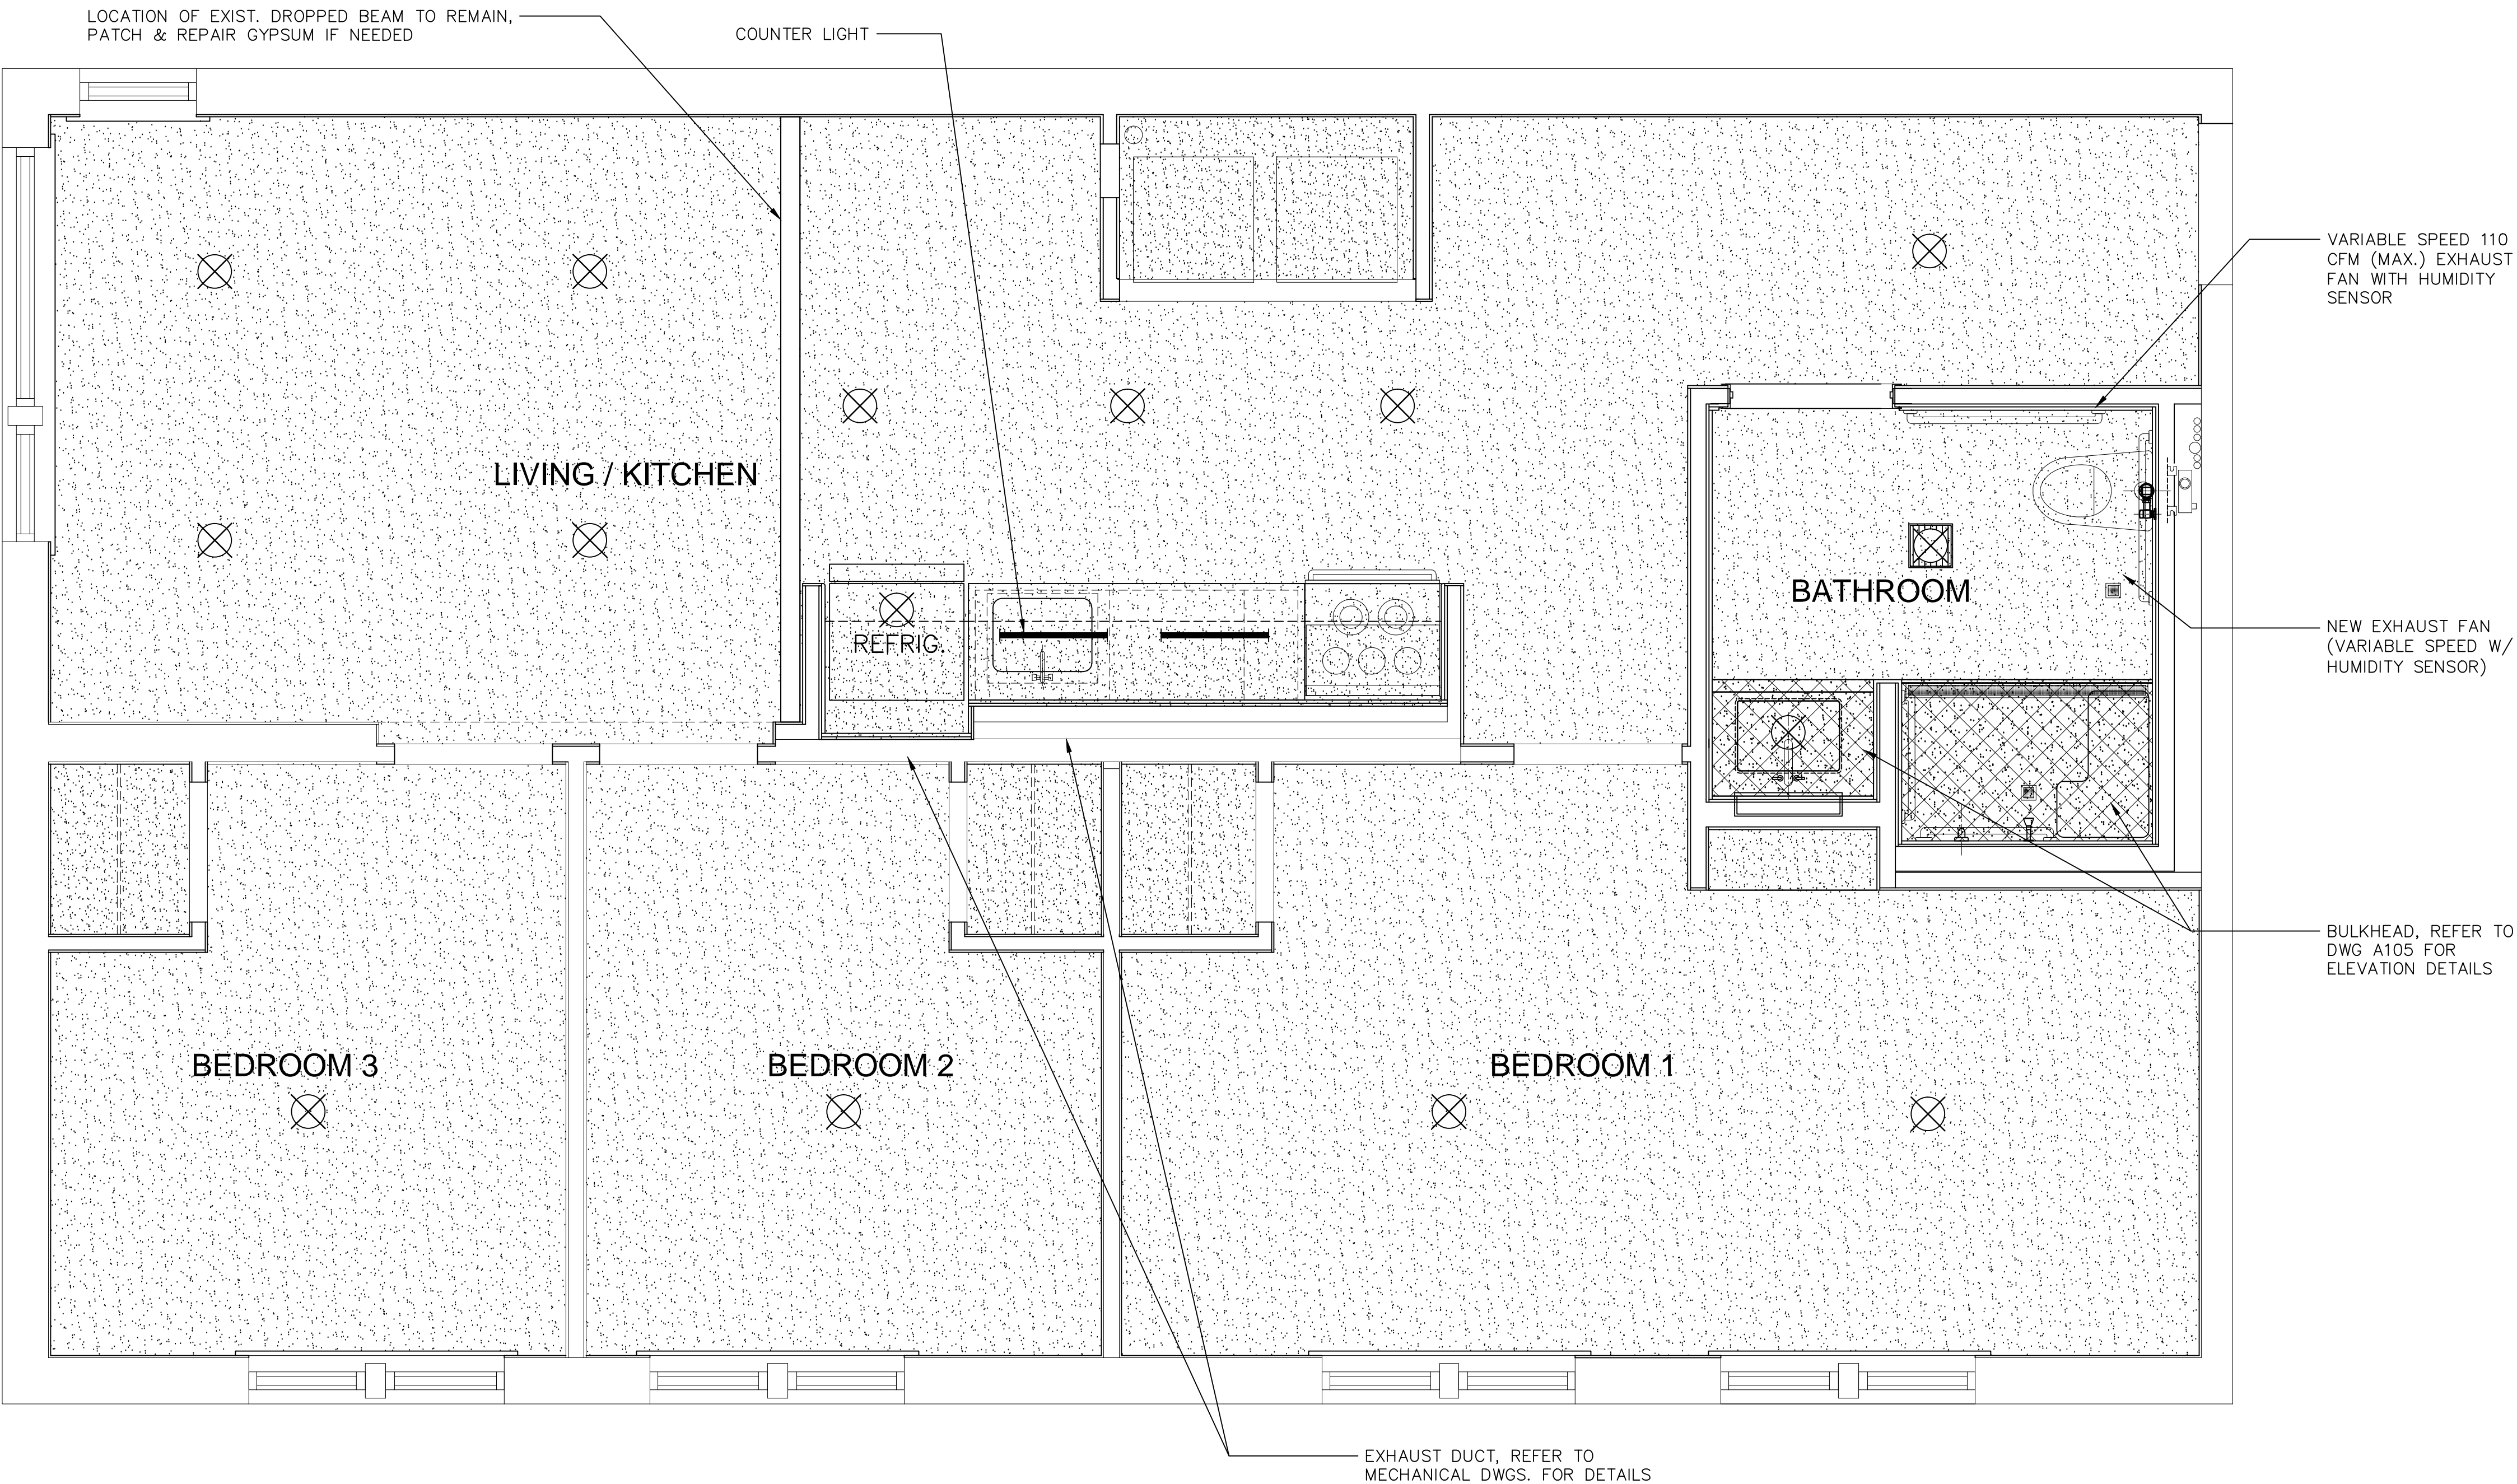 LOCATION OF EXIST. DROPPED BEAM TO REMAIN,
PATCH & REPAIR GYPSUM IF NEEDED
COUNTER LIGHT
VARIABLE SPEED 110
CFM (MAX.) EXHAUST
FAN WITH HUMIDITY
SENSOR
LIVING / KITCHEN
BATHROOM
REFRIG.
NEW EXHAUST FAN
(VARIABLE SPEED W/
HUMIDITY SENSOR)
BULKHEAD, REFER TO
DWG A105 FOR
ELEVATION DETAILS
BEDROOM 3
BEDROOM 2
BEDROOM 1
EXHAUST DUCT, REFER TO
MECHANICAL DWGS. FOR DETAILS